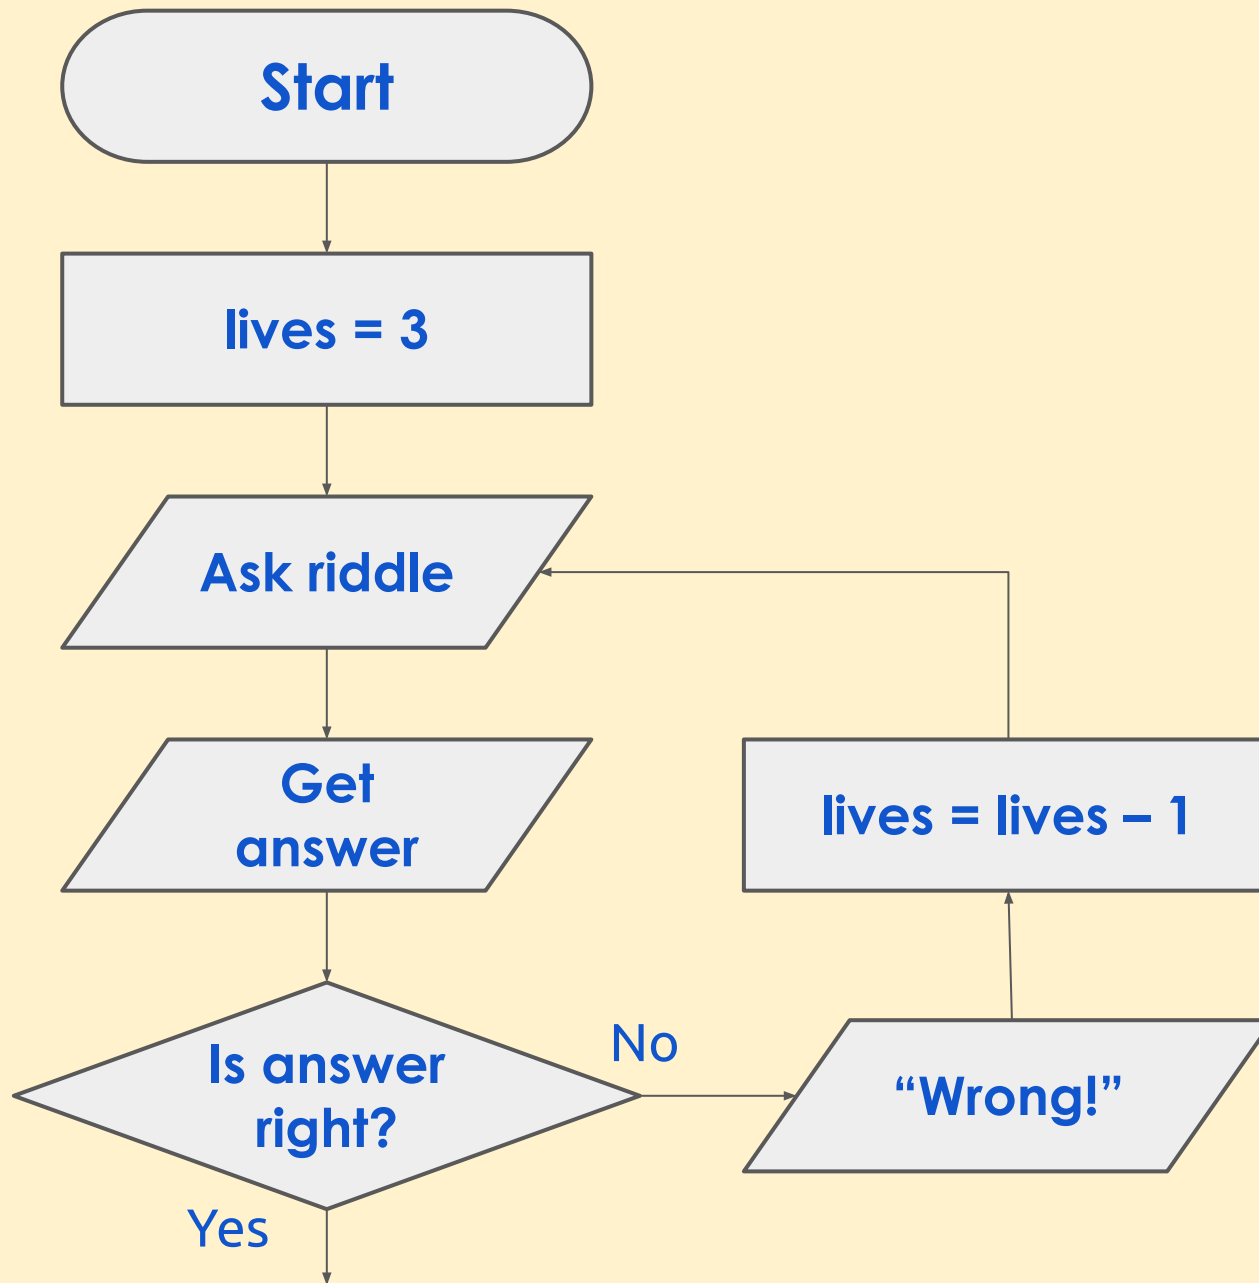 Start
lives = 3
Ask riddle
Get
answer
lives = lives – 1
Is answer
right?
No
“Wrong!”
Yes